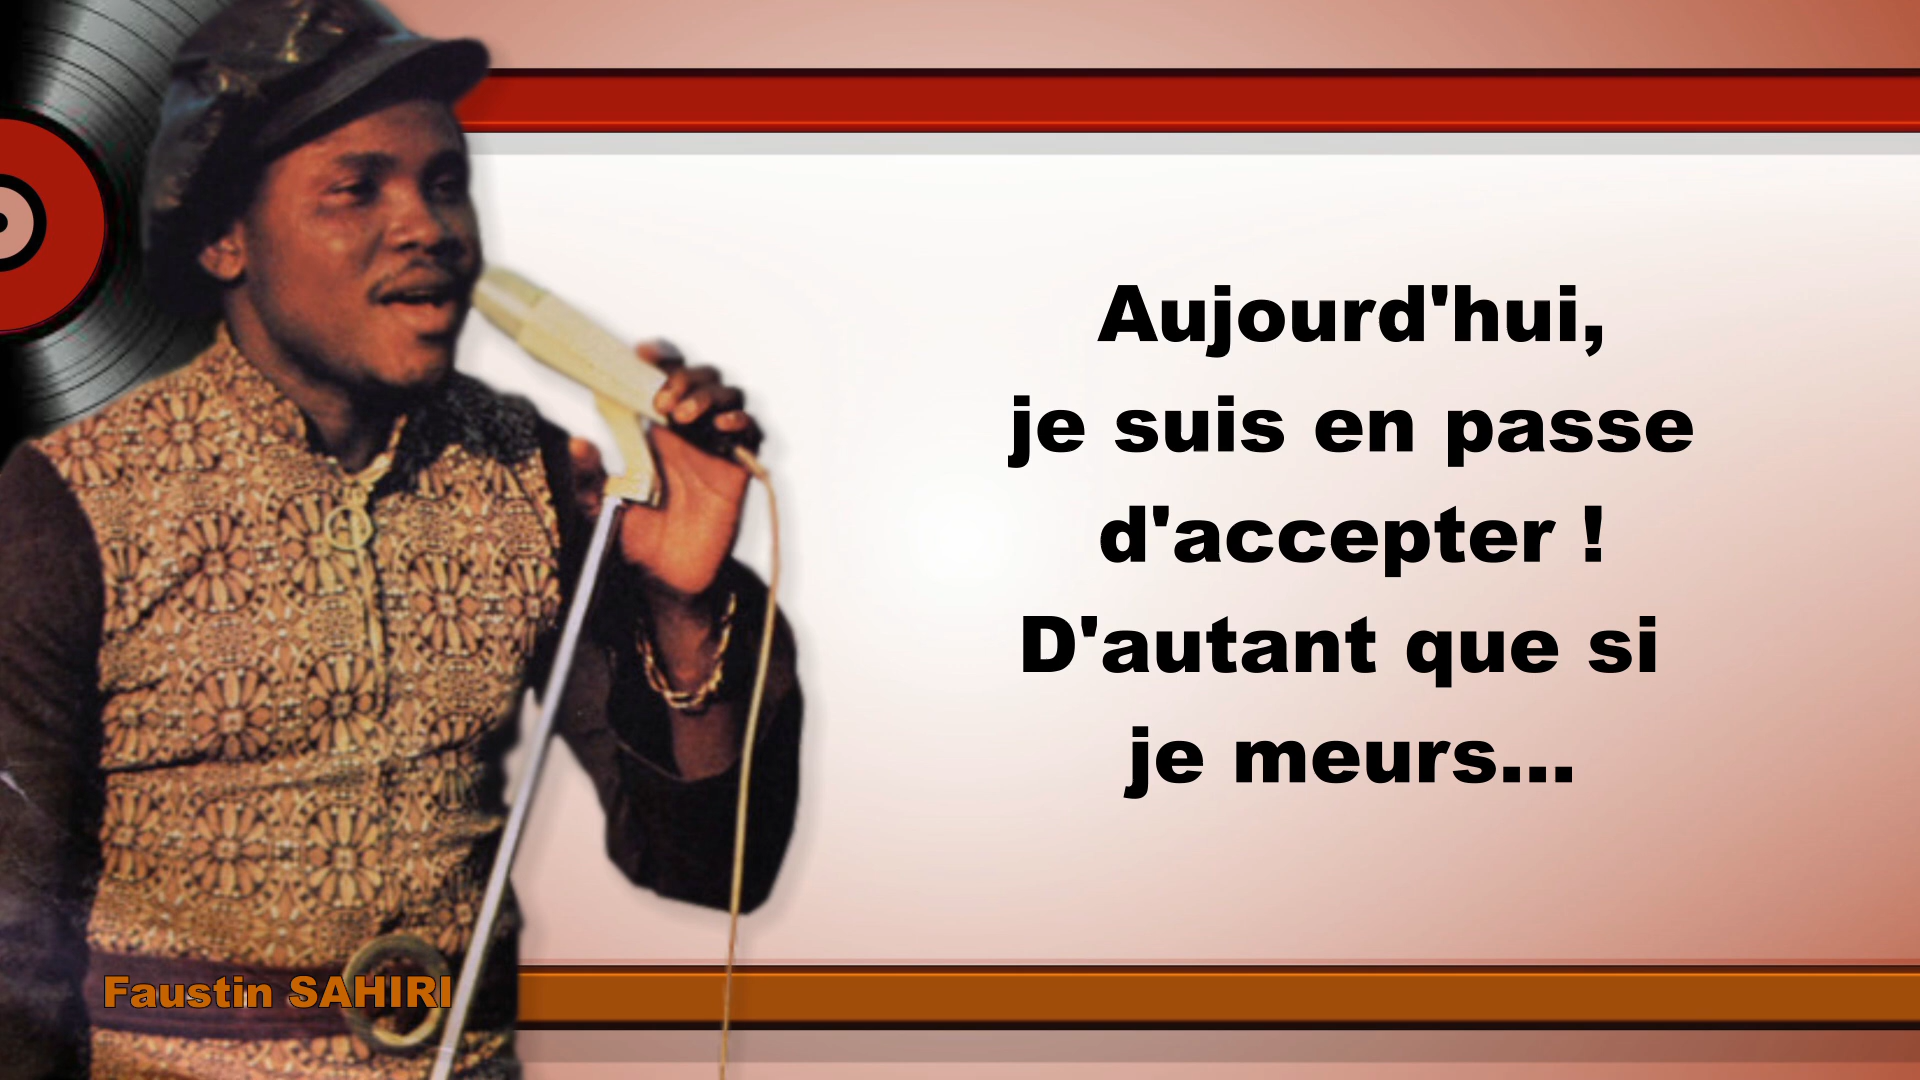 Aujourd'hui,
je suis en passe
d'accepter !
D'autant que si
je meurs...
Faustin SAHIRI